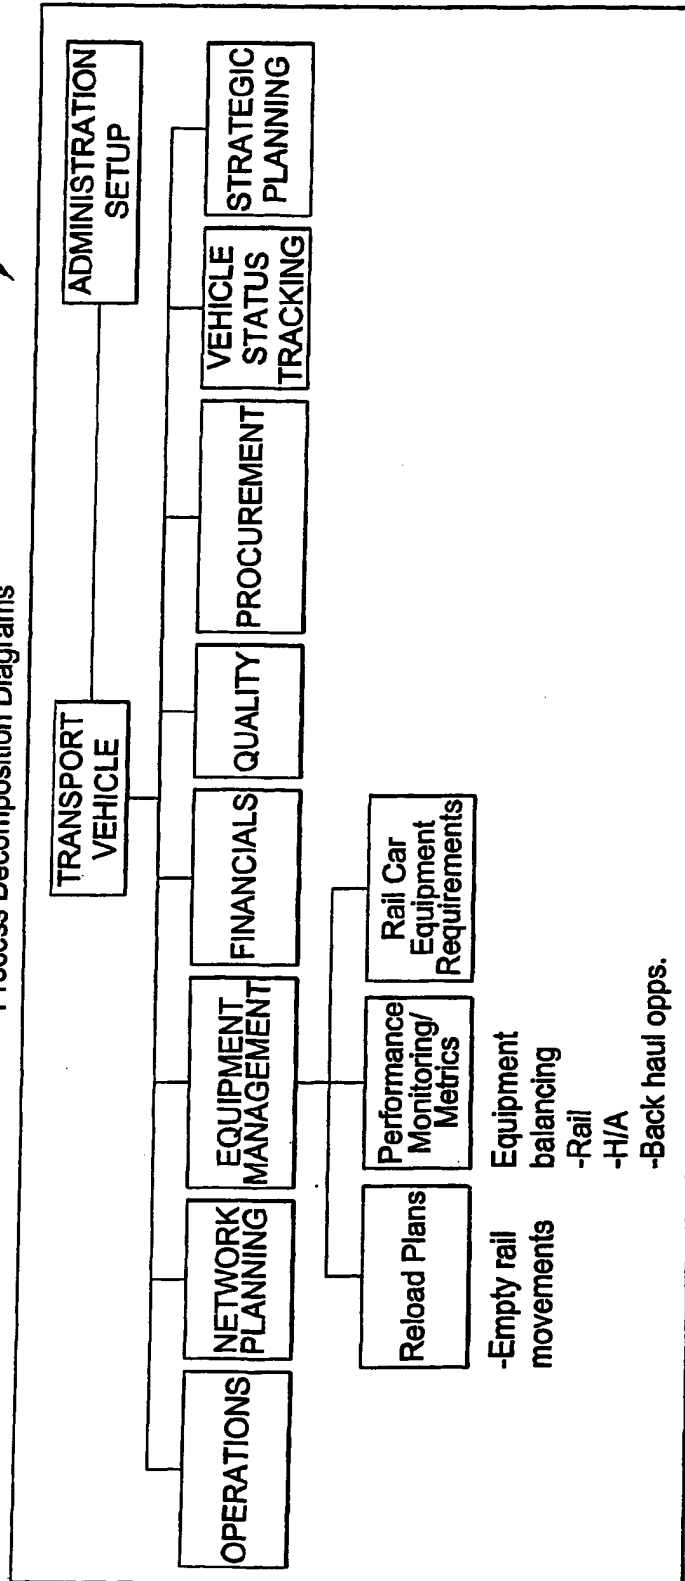 Process Decomposition Diagrams
TRANSPORT
VEHICLE
ADMINISTRATION
SETUP
OPERATIONS
NETWORK
PLANNING
EQUIPMENT
MANAGEMENT
FINANCIALS
QUALITY
PROCUREMENT
VEHICLE
STATUS
TRACKING
STRATEGIC
PLANNING
Reload Plans
Performance
Monitoring/
Metrics
Rail Car
Equipment
Requirements
-Empty rail
movements
Equipment
balancing
-Rail
-H/A
-Back haul opps.